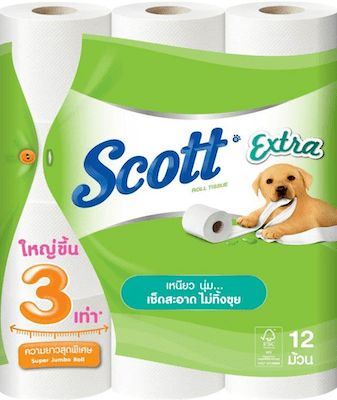 Scott
Extra
ROLL TISSUE
ใหญ่ขึ้น
3
เท่า*
ความยาวสุดพิเศษ
Super Jumbo Roll
เหนียว นุ่ม...
เช็ดสะอาด ไม่ทิ้งขุย
FSC
12
ม้วน